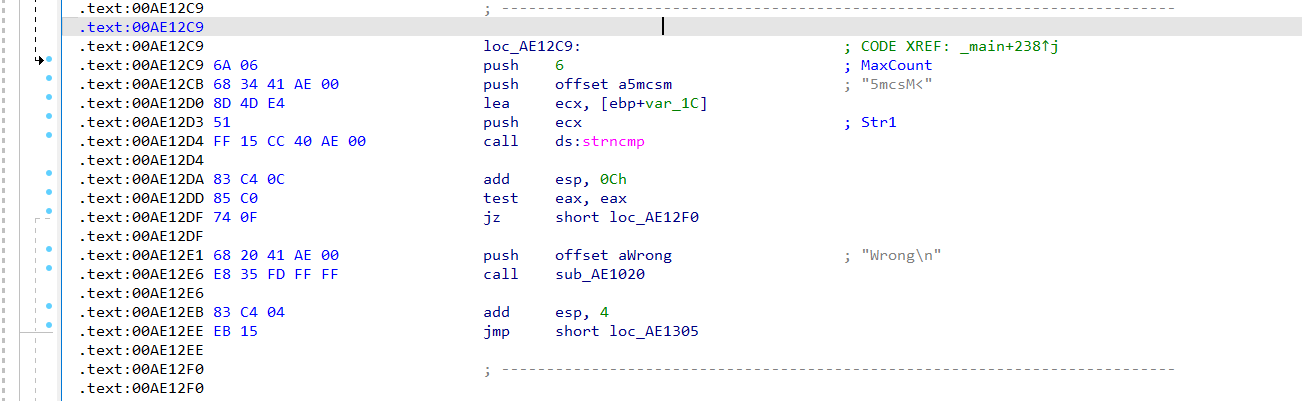 .text:00AE12C9 ; ---------------------------------------------------------------------------
.text:00AE12C9
.text:00AE12C9 loc_AE12C9: ; CODE XREF: _main+238↑j
.text:00AE12C9 6A 06 push 6 ; MaxCount
.text:00AE12CB 68 34 41 AE 00 push offset a5mcsm ; "5mcsM<"
.text:00AE12D0 8D 4D E4 lea ecx, [ebp+var_1C]
.text:00AE12D3 51 push ecx ; Str1
.text:00AE12D4 FF 15 CC 40 AE 00 call ds:strncmp
.text:00AE12D4
.text:00AE12DA 83 C4 0C add esp, 0Ch
.text:00AE12DD 85 C0 test eax, eax
.text:00AE12DF 74 0F jz short loc_AE12F0
.text:00AE12DF
.text:00AE12E1 68 20 41 AE 00 push offset aWrong ; "Wrong\n"
.text:00AE12E6 E8 35 FD FF FF call sub_AE1020
.text:00AE12E6
.text:00AE12EB 83 C4 04 add esp, 4
.text:00AE12EE EB 15 jmp short loc_AE1305
.text:00AE12EE
.text:00AE12F0 ; ---------------------------------------------------------------------------
.text:00AE12F0